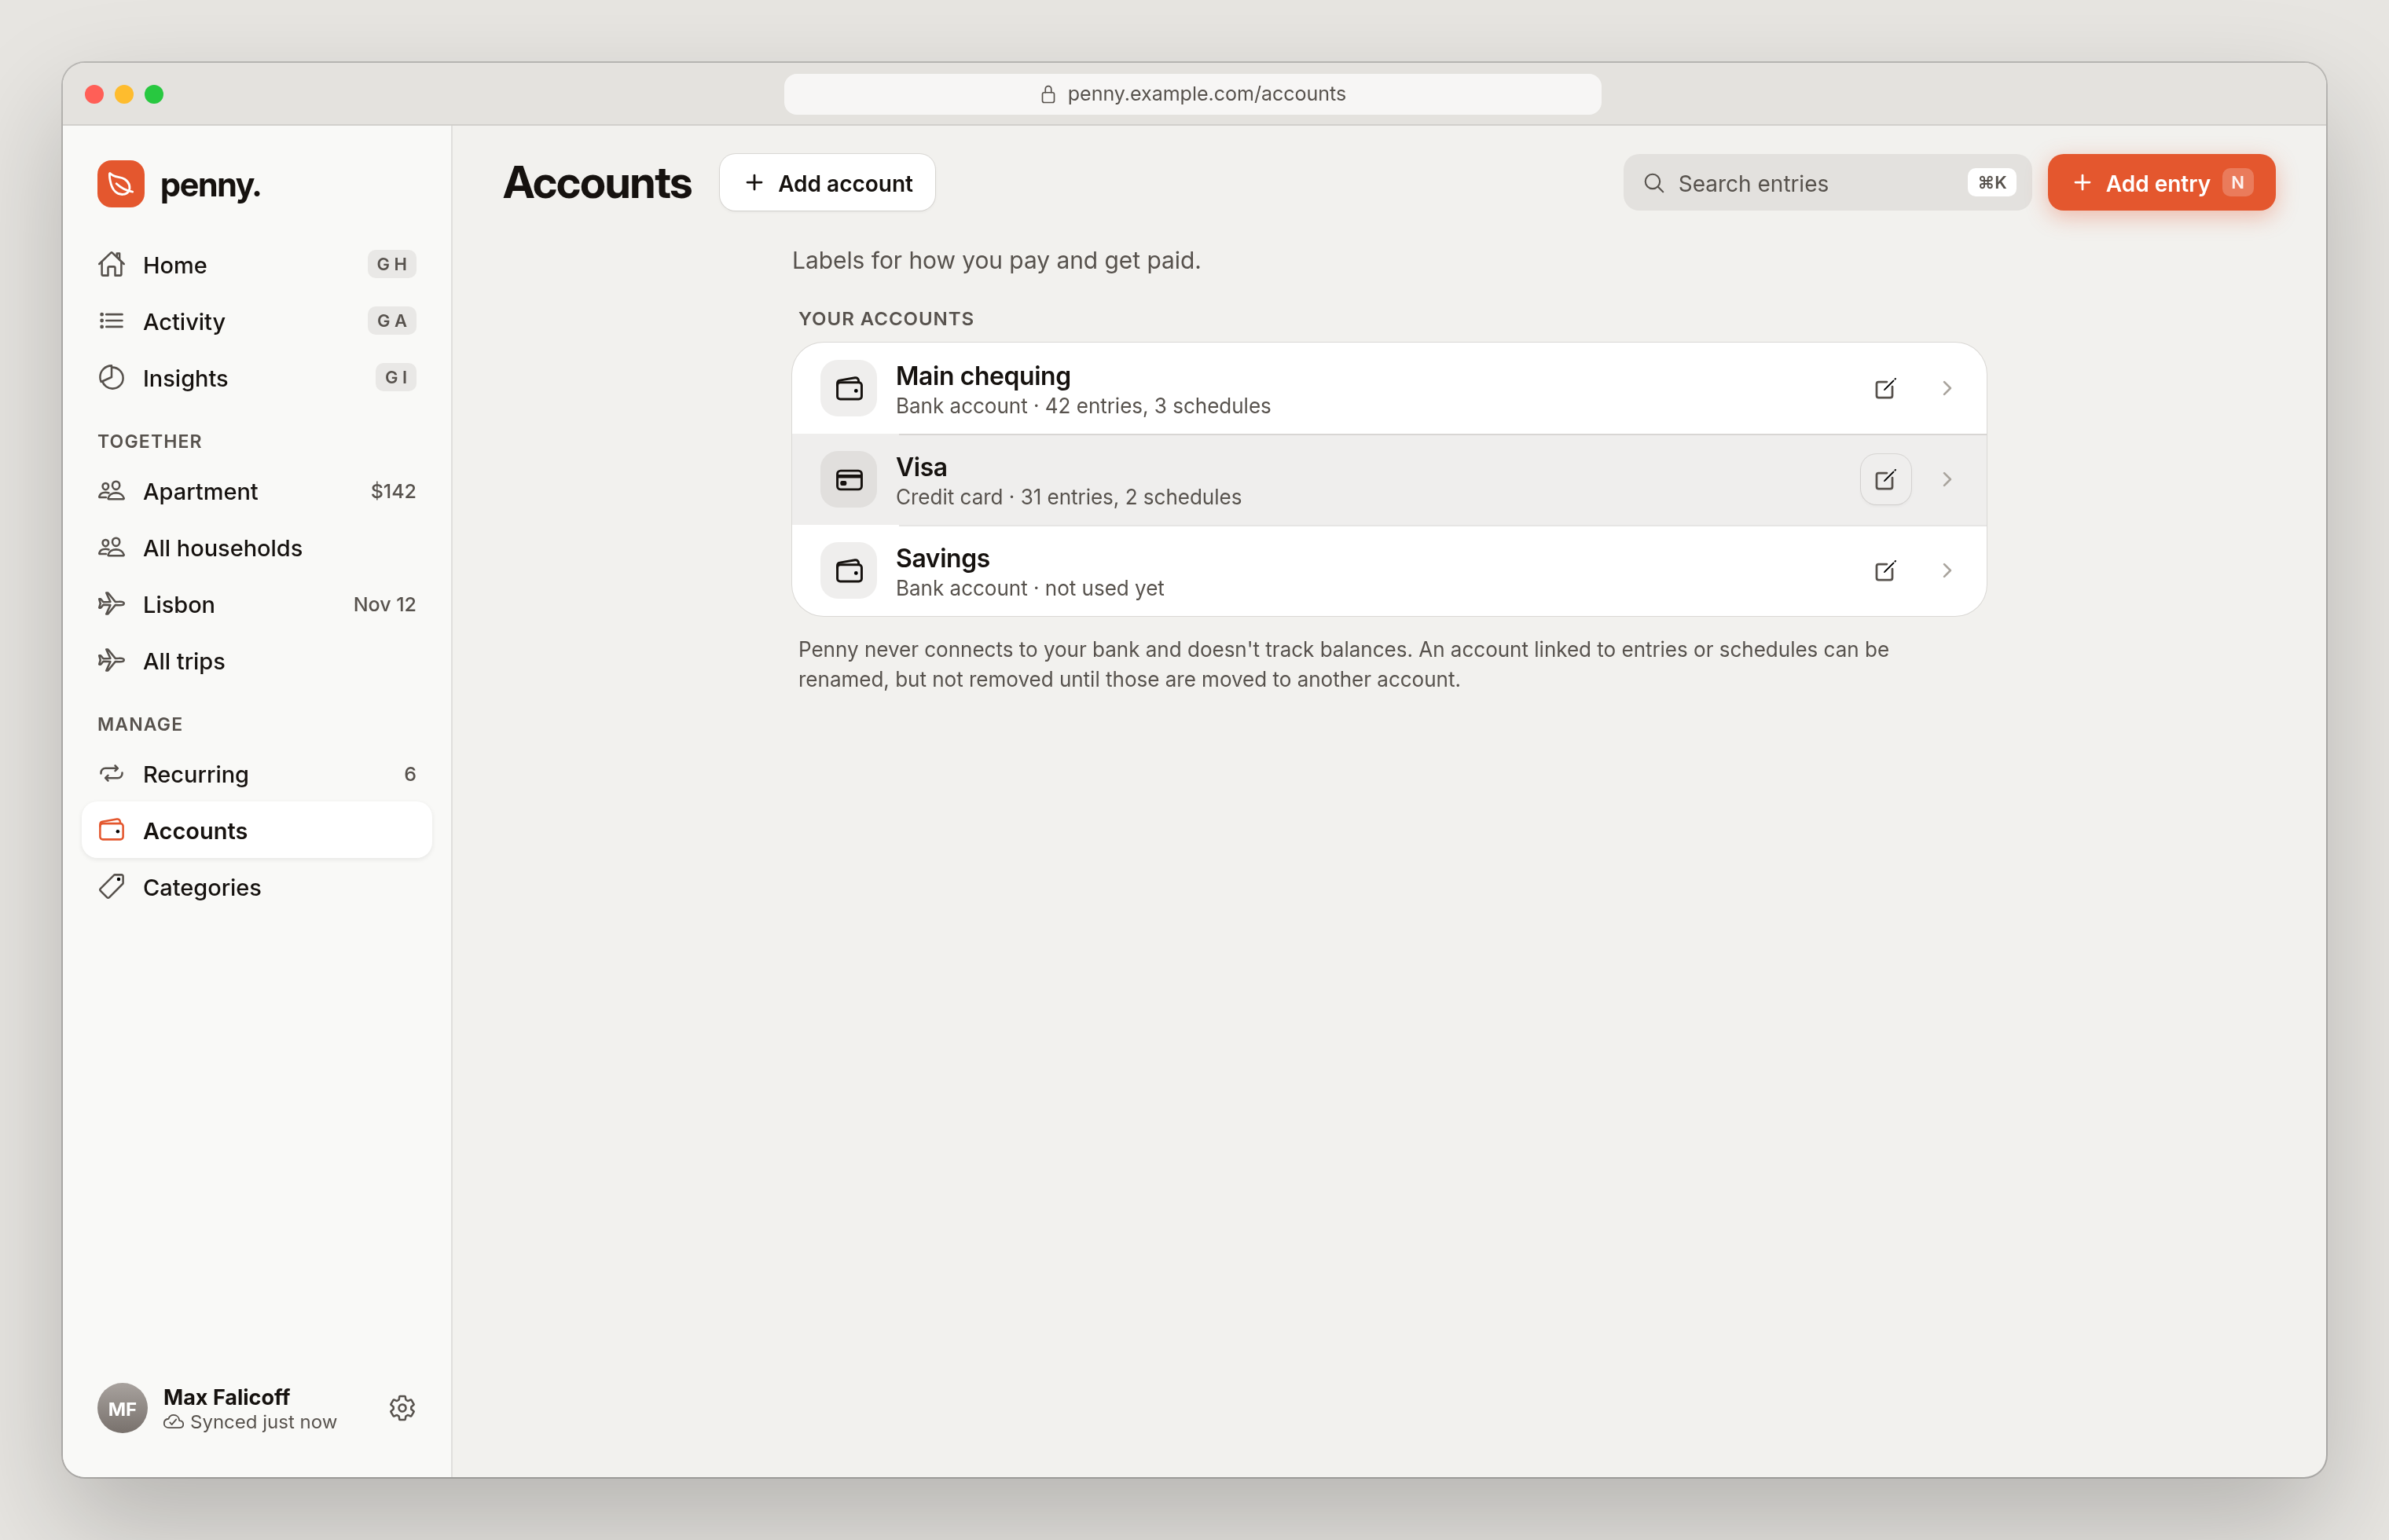 penny.example.com/accounts
penny.
Home G H
Activity G A
Insights G I
TOGETHER
Apartment $142
All households
Lisbon Nov 12
All trips
MANAGE
Recurring 6
Accounts
Categories
MF
Max Falicoff
Synced just now
Accounts
Add account
Search entries ⌘K
Add entry N
Labels for how you pay and get paid.
YOUR ACCOUNTS
Main chequing
Bank account · 42 entries, 3 schedules
Visa
Credit card · 31 entries, 2 schedules
Savings
Bank account · not used yet
Penny never connects to your bank and doesn't track balances. An account linked to entries or schedules can be
renamed, but not removed until those are moved to another account.